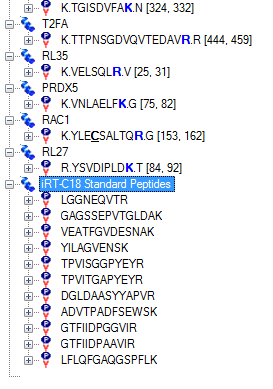 K.TGISDVFAK.N [324, 332]
T2FA
K.TTPNSGDVQVTEDAVR.R [444, 459]
RL35
K.VELSQLR.V [25, 31]
PRDX5
K.VNLAELFK.G [75, 82]
RAC1
K.YLECSALTQR.G [153, 162]
RL27
R.YSVDIPLDK.T [84, 92]
iRT-C18 Standard Peptides
LGGNEQVTR
GAGSSEPVTGLDAK
VEATFGVDESNAK
YILAGVENSK
TPVISGGPYEYR
TPVITGAPYEYR
DGLDAASYYAPVR
ADVTPADFSEWSK
GTFIIDPGGVIR
GTFIIDPAAVIR
LFLQFGAQGSPFLK